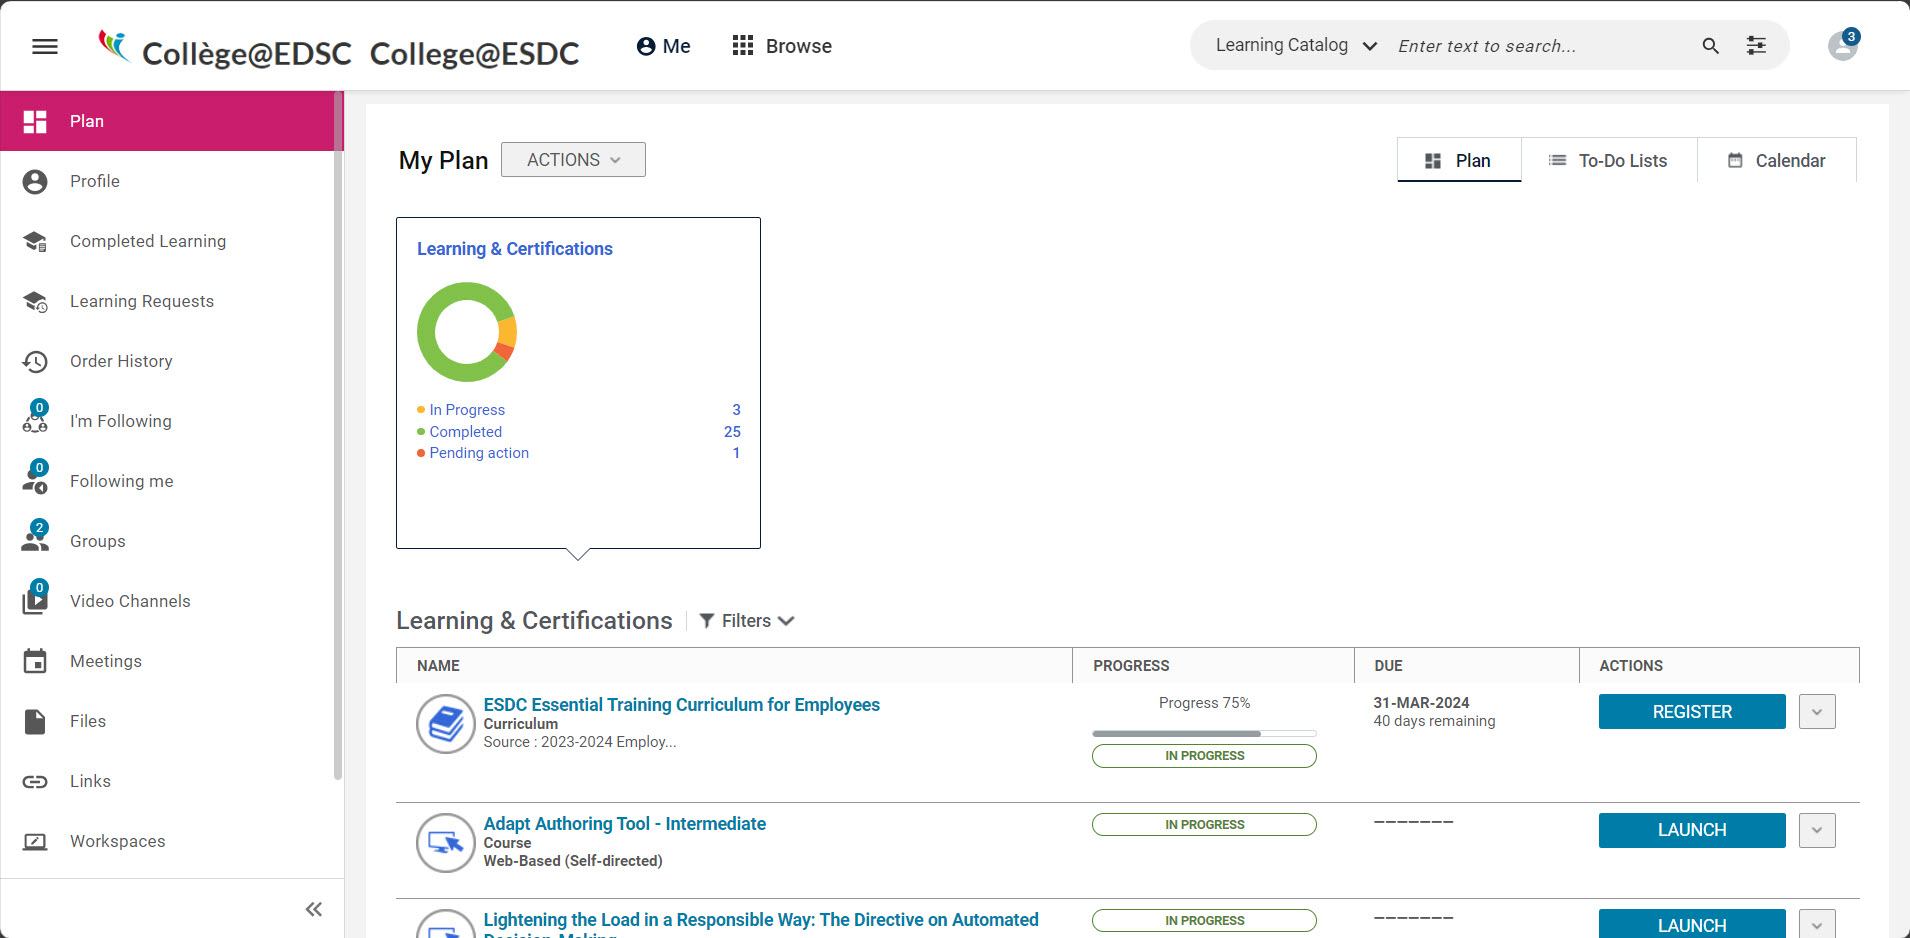 Collège@EDSC College@ESDC
Me
Browse
Learning Catalog
Enter text to search...
3
Plan
Profile
Completed Learning
Learning Requests
Order History
0
I'm Following
0
Following me
2
Groups
0
Video Channels
Meetings
Files
Links
Workspaces
My Plan
ACTIONS
Plan
To-Do Lists
Calendar
Learning & Certifications
In Progress 3
Completed 25
Pending action 1
Learning & Certifications
Filters
NAME PROGRESS DUE ACTIONS
ESDC Essential Training Curriculum for Employees
Curriculum
Source : 2023-2024 Employ...
Progress 75%
IN PROGRESS
31-MAR-2024
40 days remaining
REGISTER
Adapt Authoring Tool - Intermediate
Course
Web-Based (Self-directed)
IN PROGRESS
–––––––
LAUNCH
Lightening the Load in a Responsible Way: The Directive on Automated
Decision-Making
IN PROGRESS
–––––––
LAUNCH